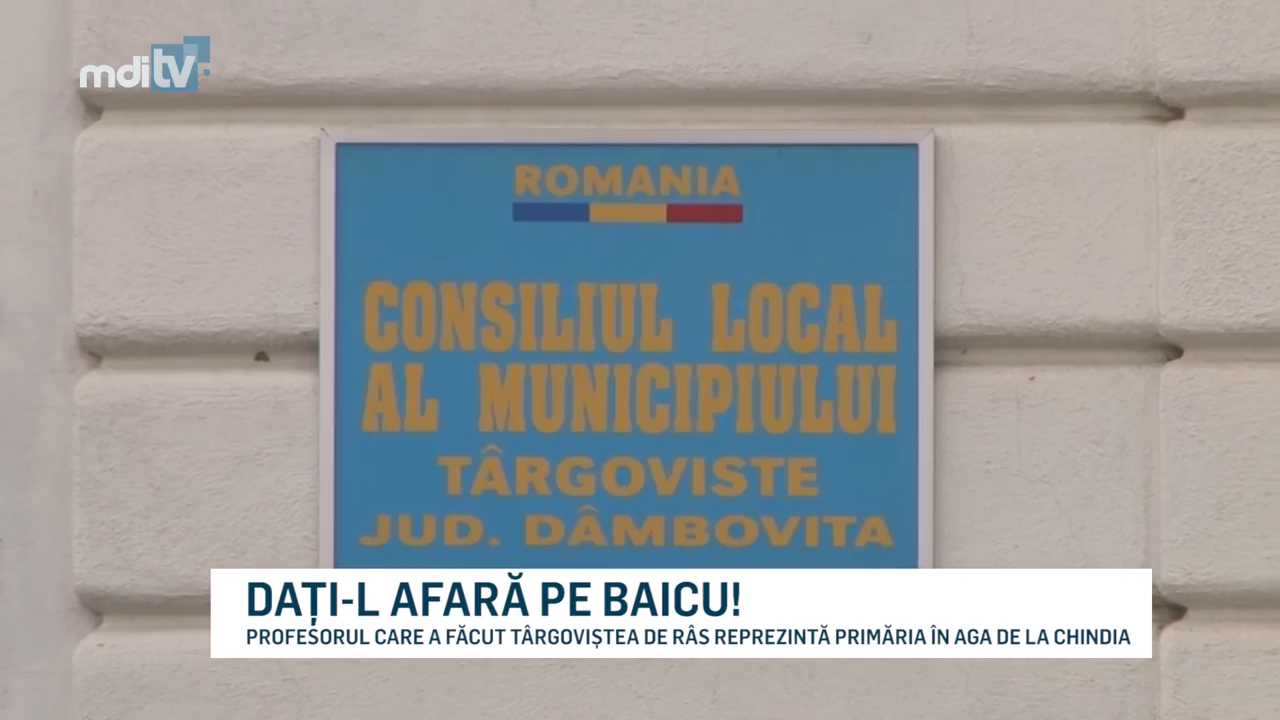 mditv
ROMANIA
CONSILIUL LOCAL
AL MUNICIPIULUI
TÂRGOVISTE
JUD. DÂMBOVITA
DAȚI-L AFARĂ PE BAICU!
PROFESORUL CARE A FĂCUT TÂRGOVIȘTEA DE RÂS REPREZINTĂ PRIMĂRIA ÎN AGA DE LA CHINDIA